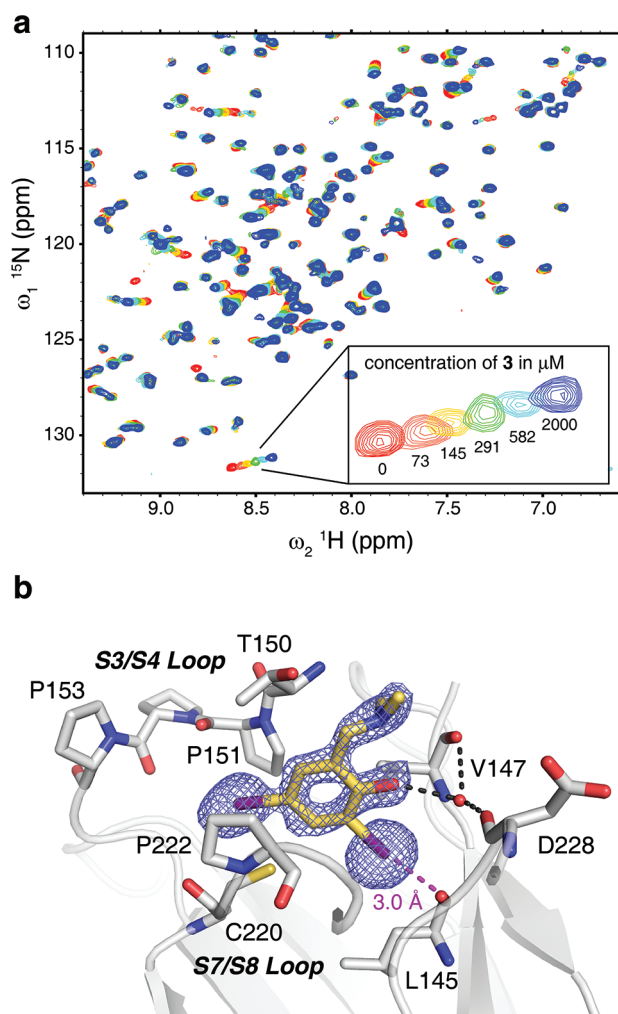 a
110
115
120
125
130
ω1 15N (ppm)
concentration of 3 in μM
0
73
145
291
582
2000
9.0
8.5
8.0
7.5
7.0
ω2 1H (ppm)
b
T150
S3/S4 Loop
P153
P151
V147
P222
D228
3.0 Å
C220
S7/S8 Loop
L145